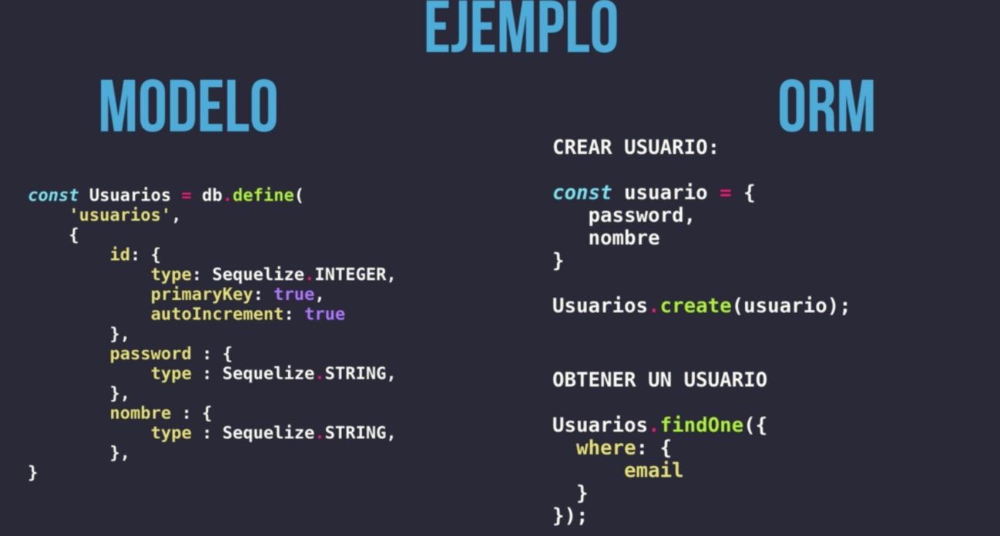 EJEMPLO
MODELO
const Usuarios = db.define(
    'usuarios',
    {
        id: {
            type: Sequelize.INTEGER,
            primaryKey: true,
            autoIncrement: true
        },
        password : {
            type : Sequelize.STRING,
        },
        nombre : {
            type : Sequelize.STRING,
        },
}
ORM
CREAR USUARIO:
const usuario = {
   password,
   nombre
}
Usuarios.create(usuario);
OBTENER UN USUARIO
Usuarios.findOne({
  where: {
      email
  }
});